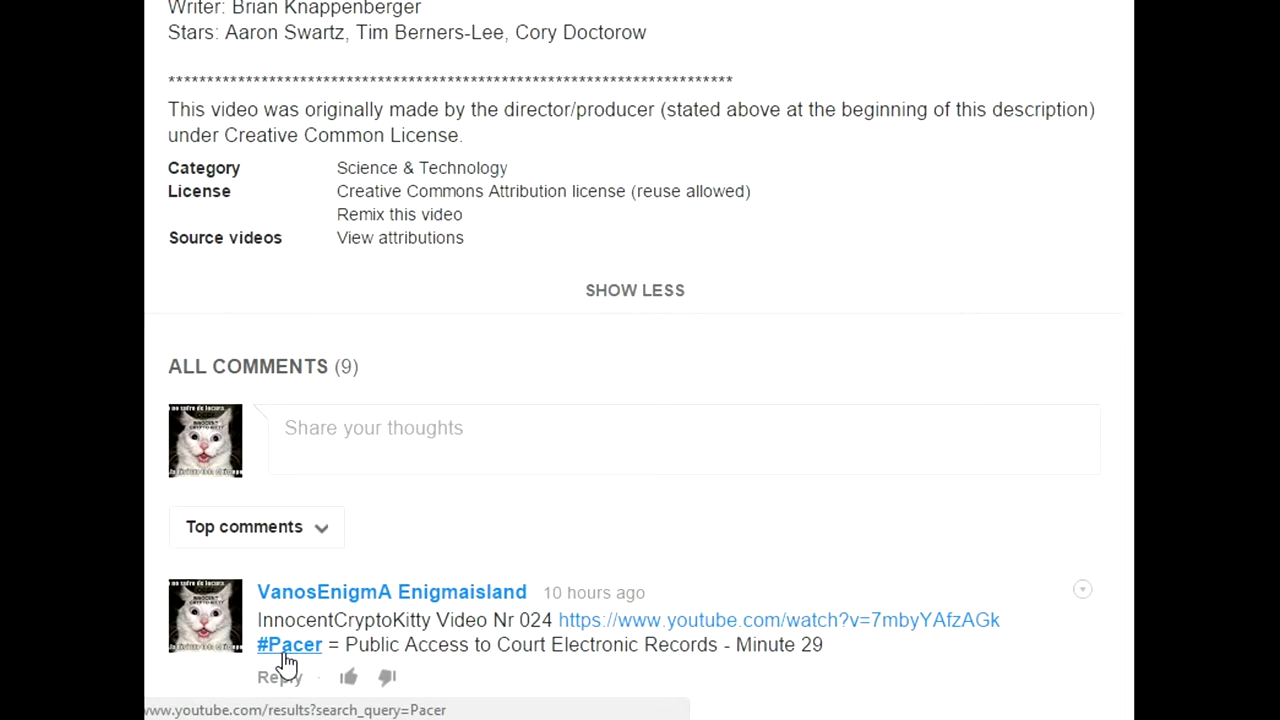 Writer: Brian Knappenberger
Stars: Aaron Swartz, Tim Berners-Lee, Cory Doctorow
*************************************************************************
This video was originally made by the director/producer (stated above at the beginning of this description)
under Creative Common License.
Category Science & Technology
License Creative Commons Attribution license (reuse allowed)
Remix this video
Source videos View attributions
SHOW LESS
ALL COMMENTS (9)
Share your thoughts
Top comments
VanosEnigmA Enigmaisland 10 hours ago
InnocentCryptoKitty Video Nr 024 https://www.youtube.com/watch?v=7mbyYAfzAGk
#Pacer = Public Access to Court Electronic Records - Minute 29
Reply
www.youtube.com/results?search_query=Pacer